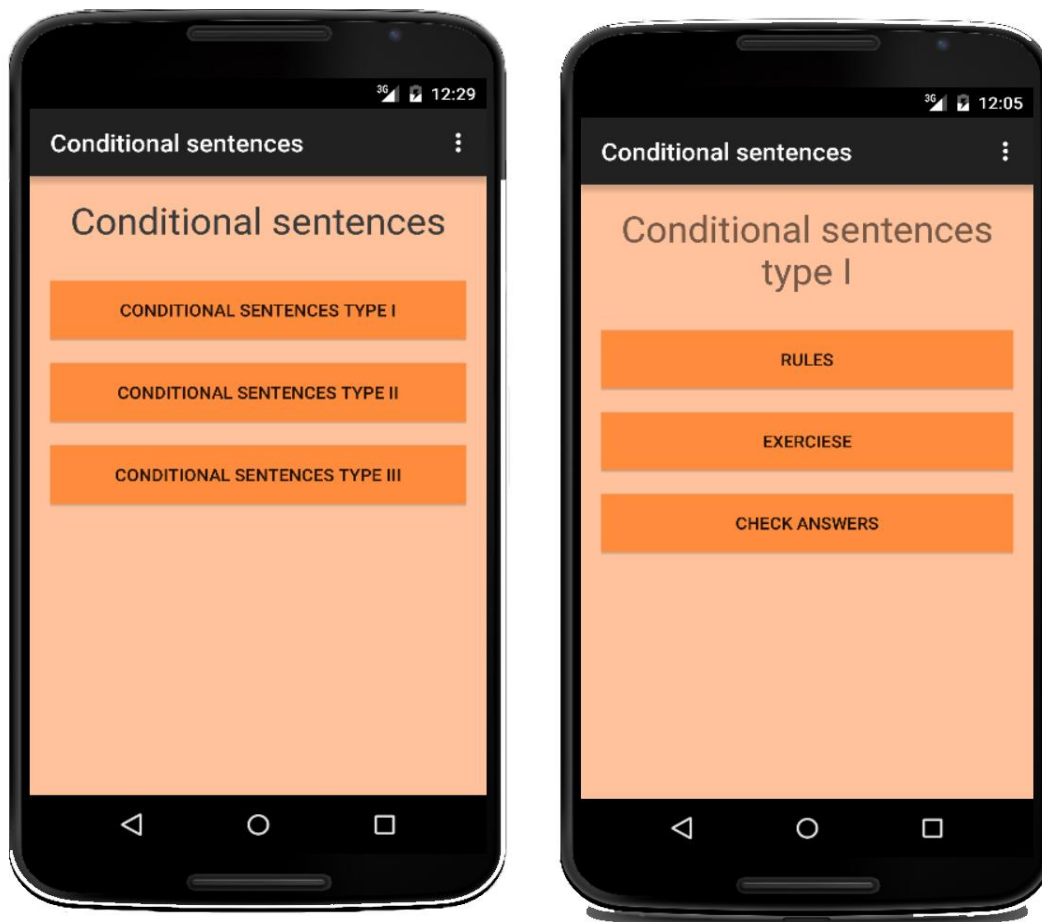 3G 12:29
Conditional sentences
Conditional sentences
CONDITIONAL SENTENCES TYPE I
CONDITIONAL SENTENCES TYPE II
CONDITIONAL SENTENCES TYPE III
3G 12:05
Conditional sentences
Conditional sentences
type I
RULES
EXERCIESE
CHECK ANSWERS